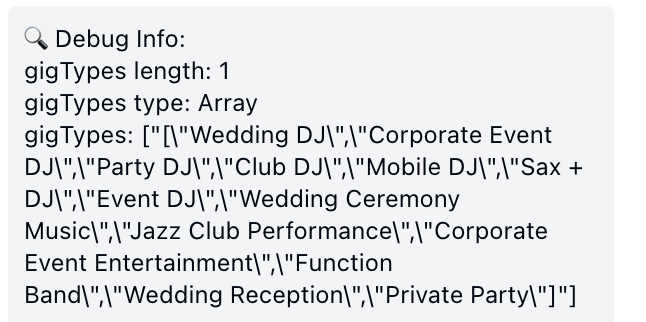 🔍 Debug Info:
gigTypes length: 1
gigTypes type: Array
gigTypes: ["[\"Wedding DJ\",\"Corporate Event
DJ\",\"Party DJ\",\"Club DJ\",\"Mobile DJ\",\"Sax +
DJ\",\"Event DJ\",\"Wedding Ceremony
Music\",\"Jazz Club Performance\",\"Corporate
Event Entertainment\",\"Function
Band\",\"Wedding Reception\",\"Private Party\"]"]